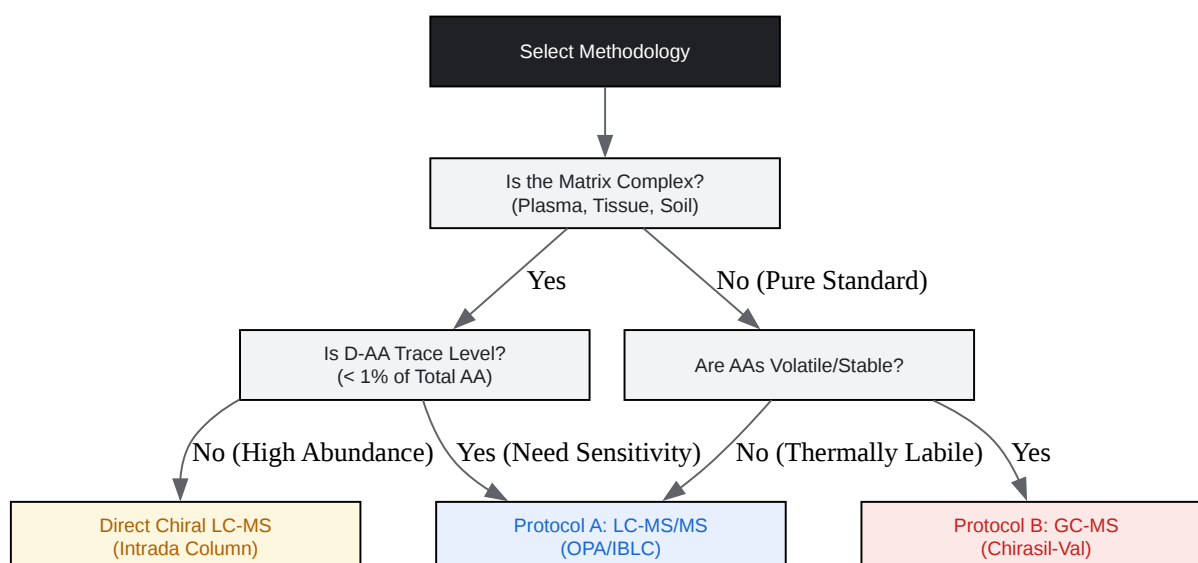 Select Methodology
Is the Matrix Complex?
(Plasma, Tissue, Soil)
Yes
No (Pure Standard)
Is D-AA Trace Level?
(< 1% of Total AA)
Are AAs Volatile/Stable?
No (High Abundance)
Yes (Need Sensitivity)
No (Thermally Labile)
Yes
Direct Chiral LC-MS
(Intrada Column)
Protocol A: LC-MS/MS
(OPA/IBLC)
Protocol B: GC-MS
(Chirasil-Val)